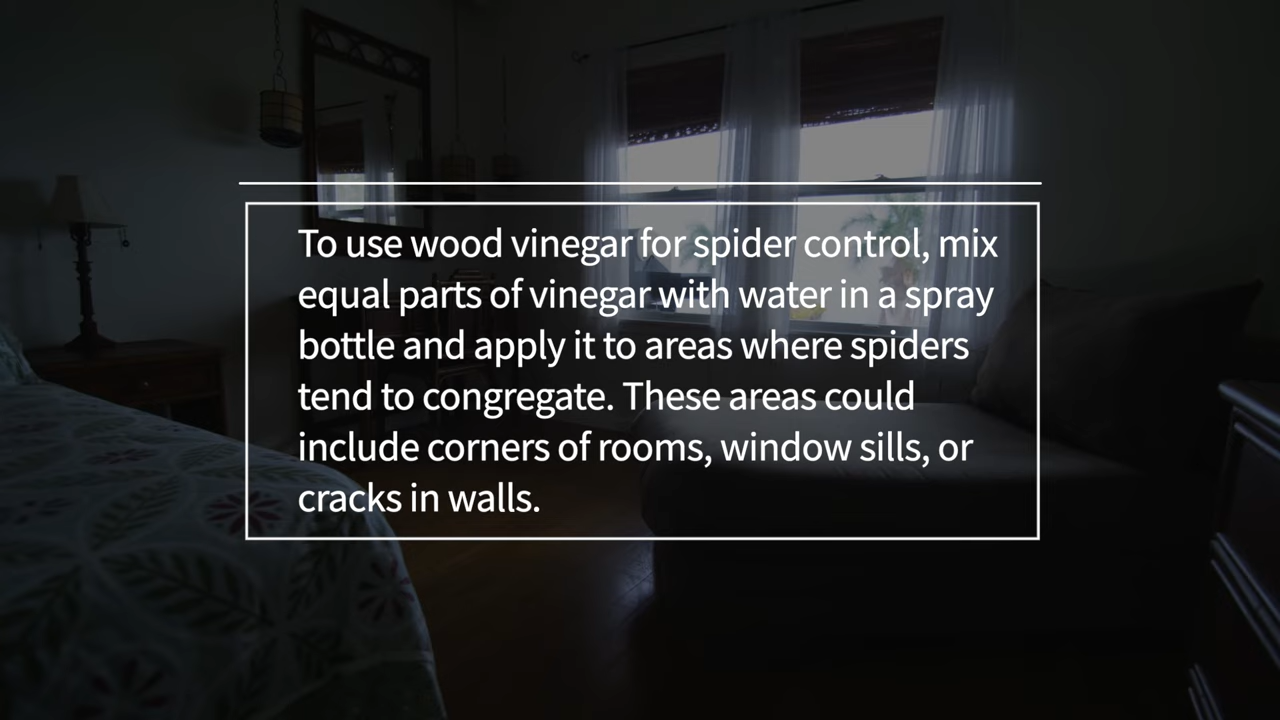 To use wood vinegar for spider control, mix
equal parts of vinegar with water in a spray
bottle and apply it to areas where spiders
tend to congregate. These areas could
include corners of rooms, window sills, or
cracks in walls.